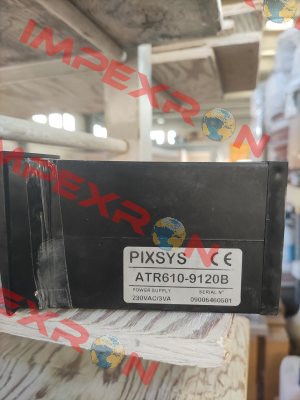 IMPEXRON
IMPEXRON
IMPEXRON
PIXSYS CE
ATR610-9120B
POWER SUPPLY SERIAL N°
230VAC/3VA 09006460501